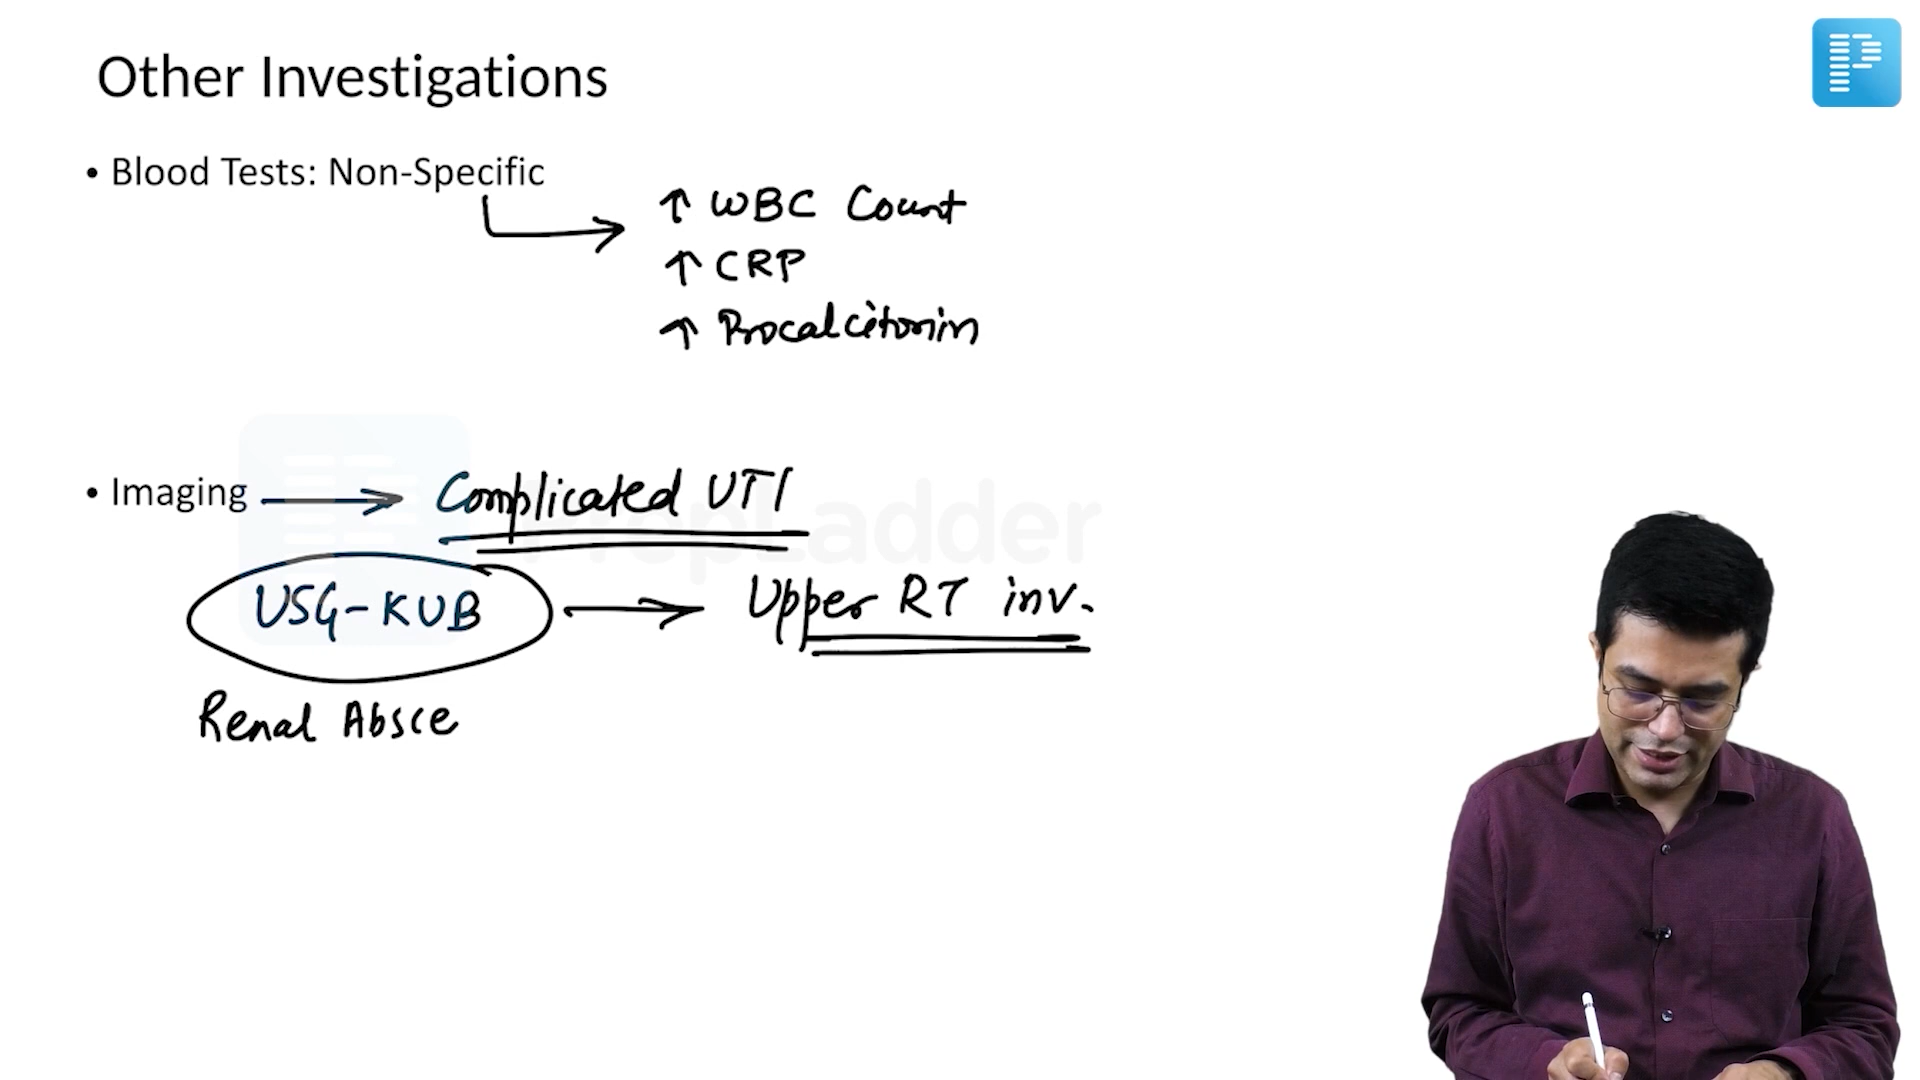 Other Investigations
• Blood Tests: Non-Specific
↑ WBC Count
↑ CRP
↑ Procalcitonin
• Imaging → Complicated UTI
USG-KUB → Upper RT inv.
Renal Absce
PrepLadder